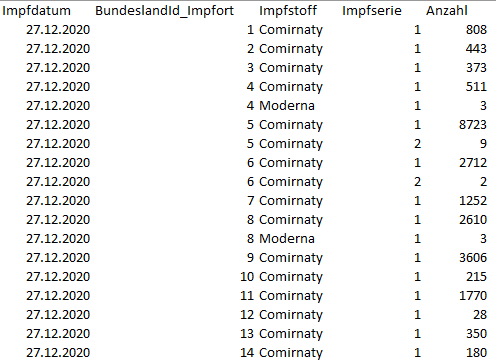 Impfdatum BundeslandId_Impfort Impfstoff Impfserie Anzahl
27.12.2020 1 Comirnaty 1 808
27.12.2020 2 Comirnaty 1 443
27.12.2020 3 Comirnaty 1 373
27.12.2020 4 Comirnaty 1 511
27.12.2020 4 Moderna 1 3
27.12.2020 5 Comirnaty 1 8723
27.12.2020 5 Comirnaty 2 9
27.12.2020 6 Comirnaty 1 2712
27.12.2020 6 Comirnaty 2 2
27.12.2020 7 Comirnaty 1 1252
27.12.2020 8 Comirnaty 1 2610
27.12.2020 8 Moderna 1 3
27.12.2020 9 Comirnaty 1 3606
27.12.2020 10 Comirnaty 1 215
27.12.2020 11 Comirnaty 1 1770
27.12.2020 12 Comirnaty 1 28
27.12.2020 13 Comirnaty 1 350
27.12.2020 14 Comirnaty 1 180